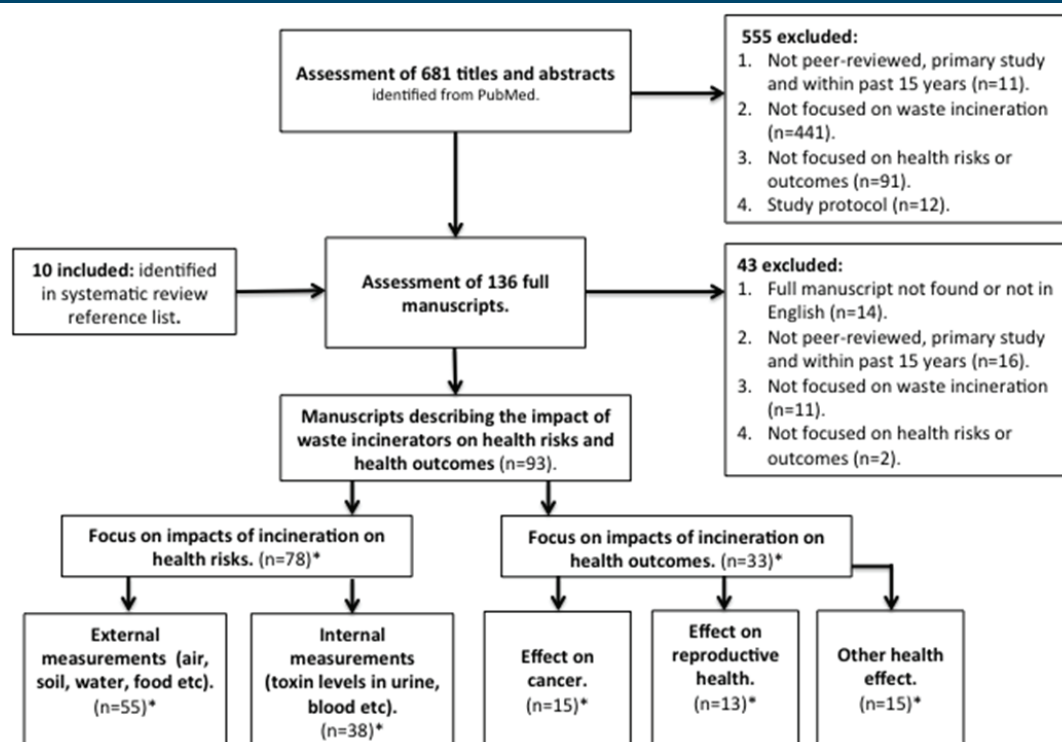 Assessment of 681 titles and abstracts
identified from PubMed.
555 excluded:
1. Not peer-reviewed, primary study
and within past 15 years (n=11).
2. Not focused on waste incineration
(n=441).
3. Not focused on health risks or
outcomes (n=91).
4. Study protocol (n=12).
10 included: identified
in systematic review
reference list.
Assessment of 136 full
manuscripts.
43 excluded:
1. Full manuscript not found or not in
English (n=14).
2. Not peer-reviewed, primary study
and within past 15 years (n=16).
3. Not focused on waste incineration
(n=11).
4. Not focused on health risks or
outcomes (n=2).
Manuscripts describing the impact of
waste incinerators on health risks and
health outcomes (n=93).
Focus on impacts of incineration on
health risks. (n=78)*
Focus on impacts of incineration on
health outcomes. (n=33)*
External
measurements (air,
soil, water, food etc).
(n=55)*
Internal
measurements
(toxin levels in urine,
blood etc).
(n=38)*
Effect on
cancer.
(n=15)*
Effect on
reproductive
health.
(n=13)*
Other health
effect.
(n=15)*